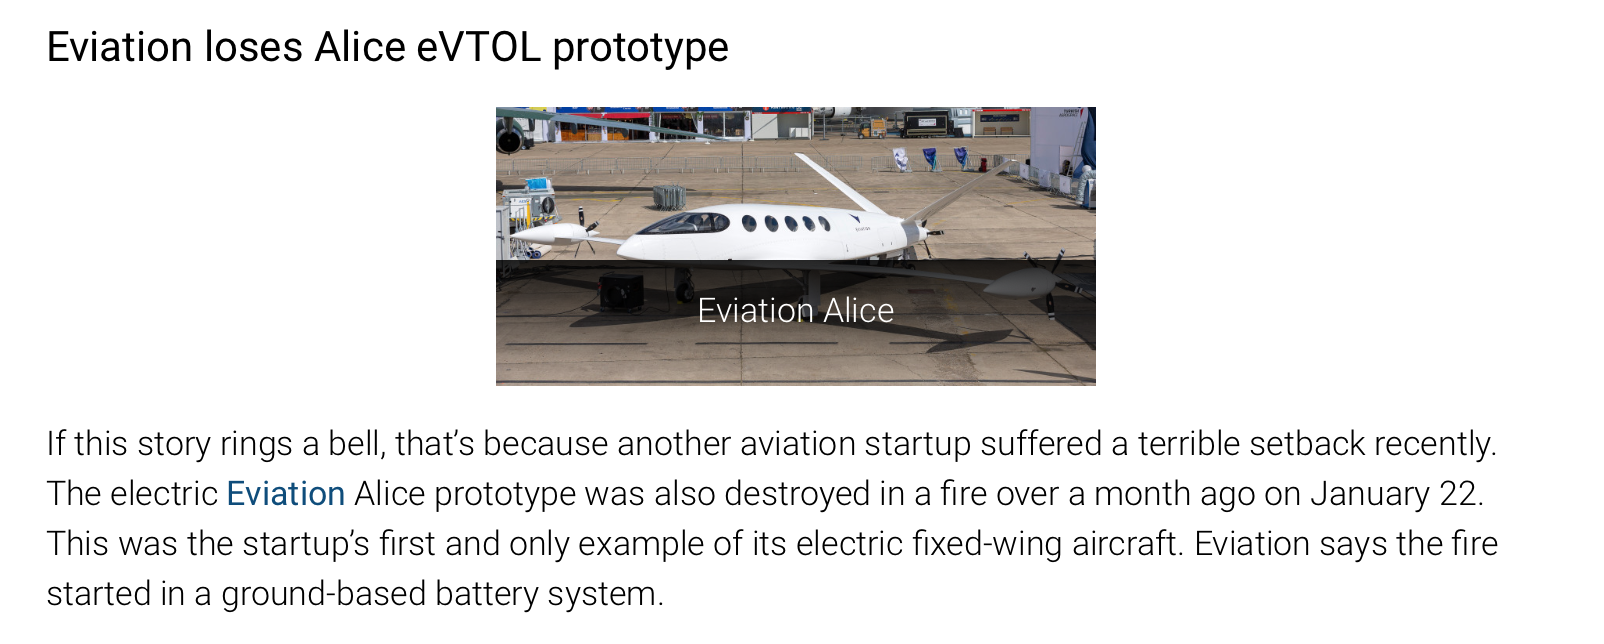 Eviation loses Alice eVTOL prototype
Eviation Alice
If this story rings a bell, that’s because another aviation startup suffered a terrible setback recently.
The electric Eviation Alice prototype was also destroyed in a fire over a month ago on January 22.
This was the startup’s first and only example of its electric fixed-wing aircraft. Eviation says the fire
started in a ground-based battery system.